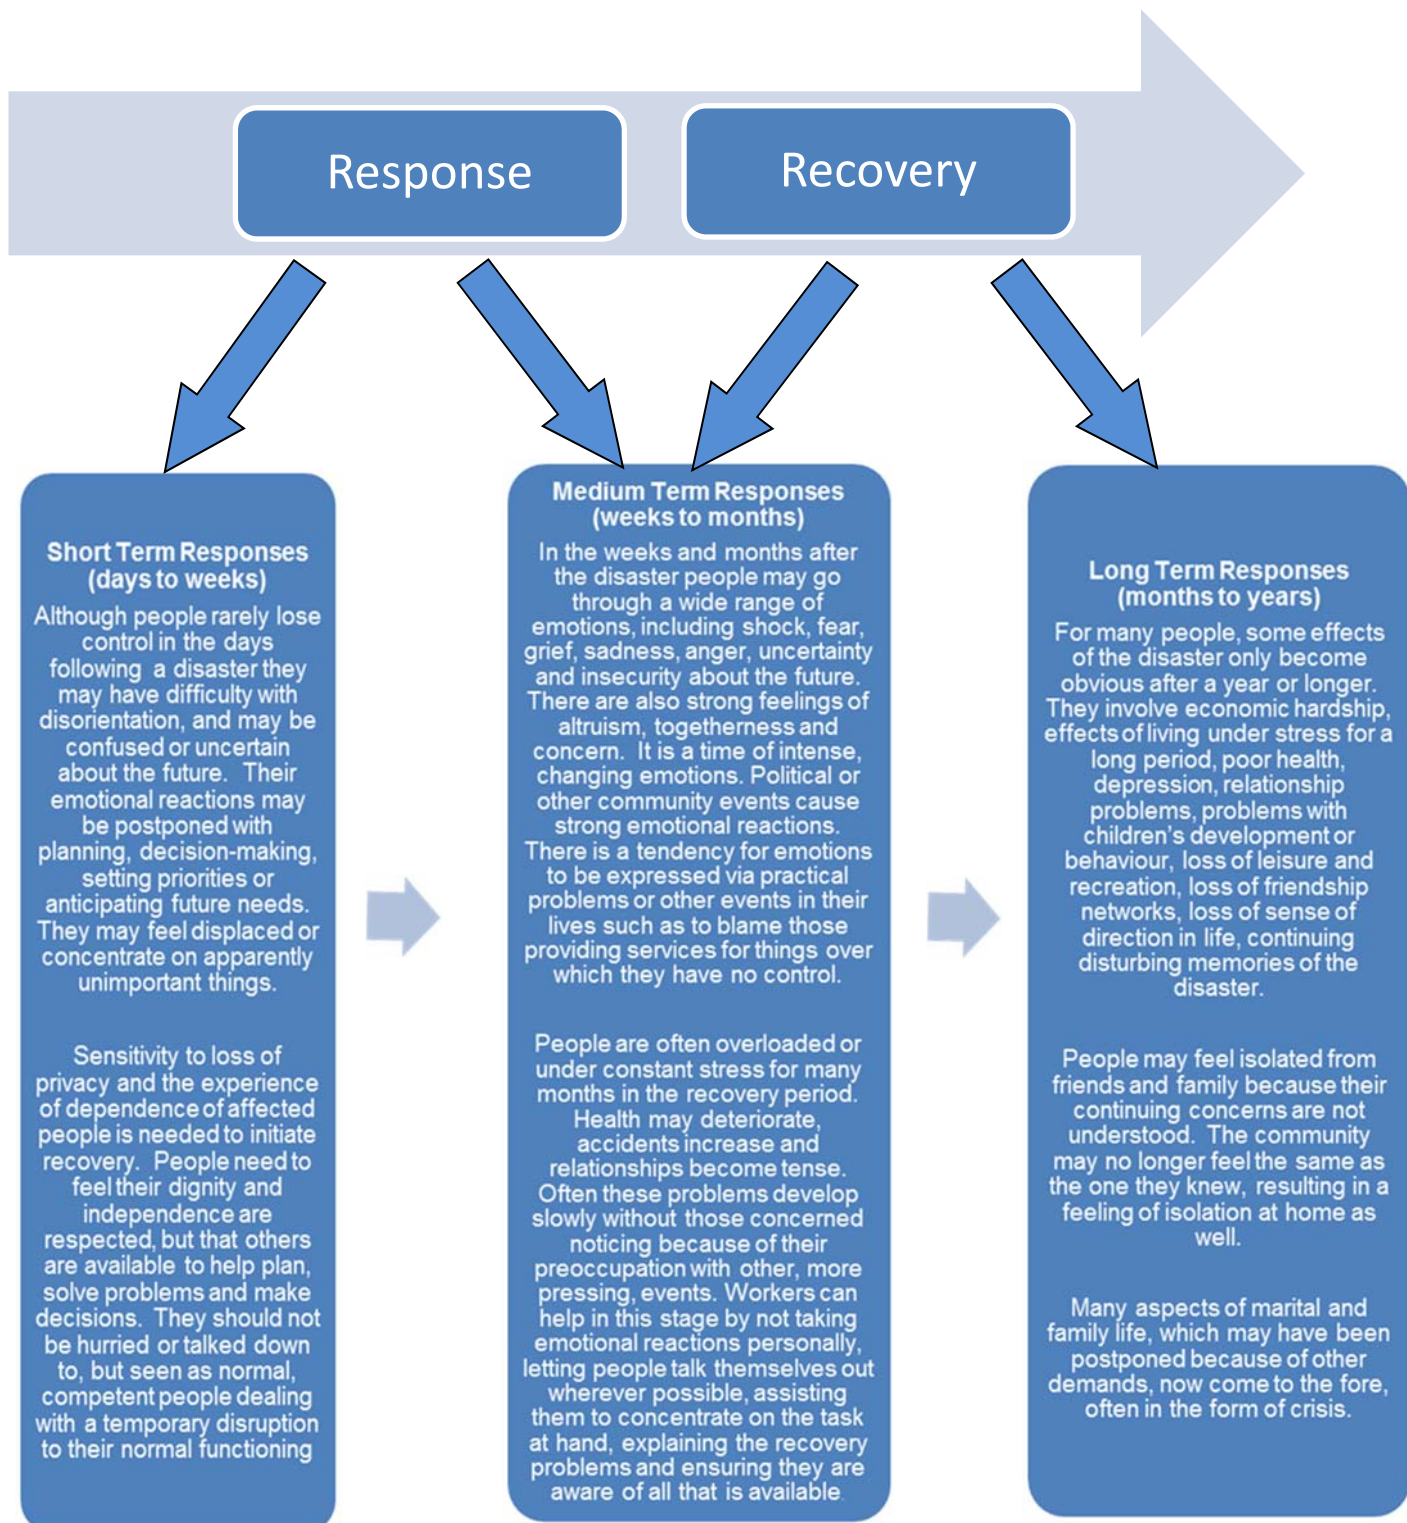 Response
Recovery
Short Term Responses
(days to weeks)
Although people rarely lose
control in the days
following a disaster they
may have difficulty with
disorientation, and may be
confused or uncertain
about the future. Their
emotional reactions may
be postponed with
planning, decision-making,
setting priorities or
anticipating future needs.
They may feel displaced or
concentrate on apparently
unimportant things.
Sensitivity to loss of
privacy and the experience
of dependence of affected
people is needed to initiate
recovery. People need to
feel their dignity and
independence are
respected, but that others
are available to help plan,
solve problems and make
decisions. They should not
be hurried or talked down
to, but seen as normal,
competent people dealing
with a temporary disruption
to their normal functioning
Medium Term Responses
(weeks to months)
In the weeks and months after
the disaster people may go
through a wide range of
emotions, including shock, fear,
grief, sadness, anger, uncertainty
and insecurity about the future.
There are also strong feelings of
altruism, togetherness and
concern. It is a time of intense,
changing emotions. Political or
other community events cause
strong emotional reactions.
There is a tendency for emotions
to be expressed via practical
problems or other events in their
lives such as to blame those
providing services for things over
which they have no control.
People are often overloaded or
under constant stress for many
months in the recovery period.
Health may deteriorate,
accidents increase and
relationships become tense.
Often these problems develop
slowly without those concerned
noticing because of their
preoccupation with other, more
pressing, events. Workers can
help in this stage by not taking
emotional reactions personally,
letting people talk themselves out
wherever possible, assisting
them to concentrate on the task
at hand, explaining the recovery
problems and ensuring they are
aware of all that is available.
Long Term Responses
(months to years)
For many people, some effects
of the disaster only become
obvious after a year or longer.
They involve economic hardship,
effects of living under stress for a
long period, poor health,
depression, relationship
problems, problems with
children's development or
behaviour, loss of leisure and
recreation, loss of friendship
networks, loss of sense of
direction in life, continuing
disturbing memories of the
disaster.
People may feel isolated from
friends and family because their
continuing concerns are not
understood. The community
may no longer feel the same as
the one they knew, resulting in a
feeling of isolation at home as
well.
Many aspects of marital and
family life, which may have been
postponed because of other
demands, now come to the fore,
often in the form of crisis.